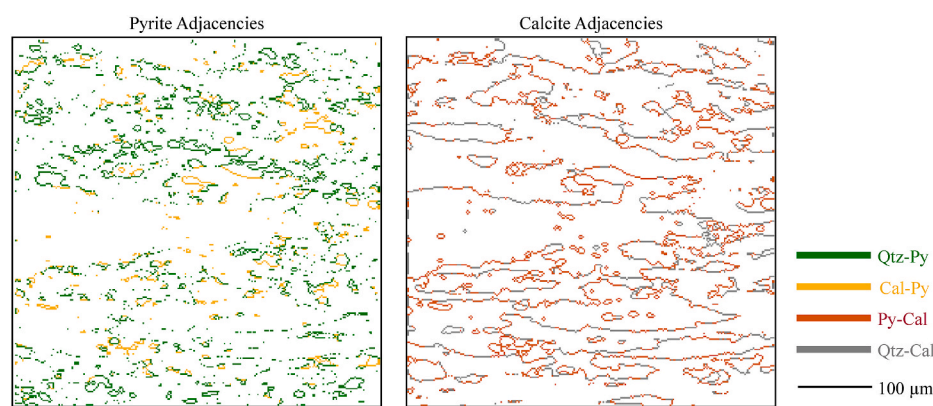 Pyrite Adjacencies
Calcite Adjacencies
Qtz-Py
Cal-Py
Py-Cal
Qtz-Cal
100 μm